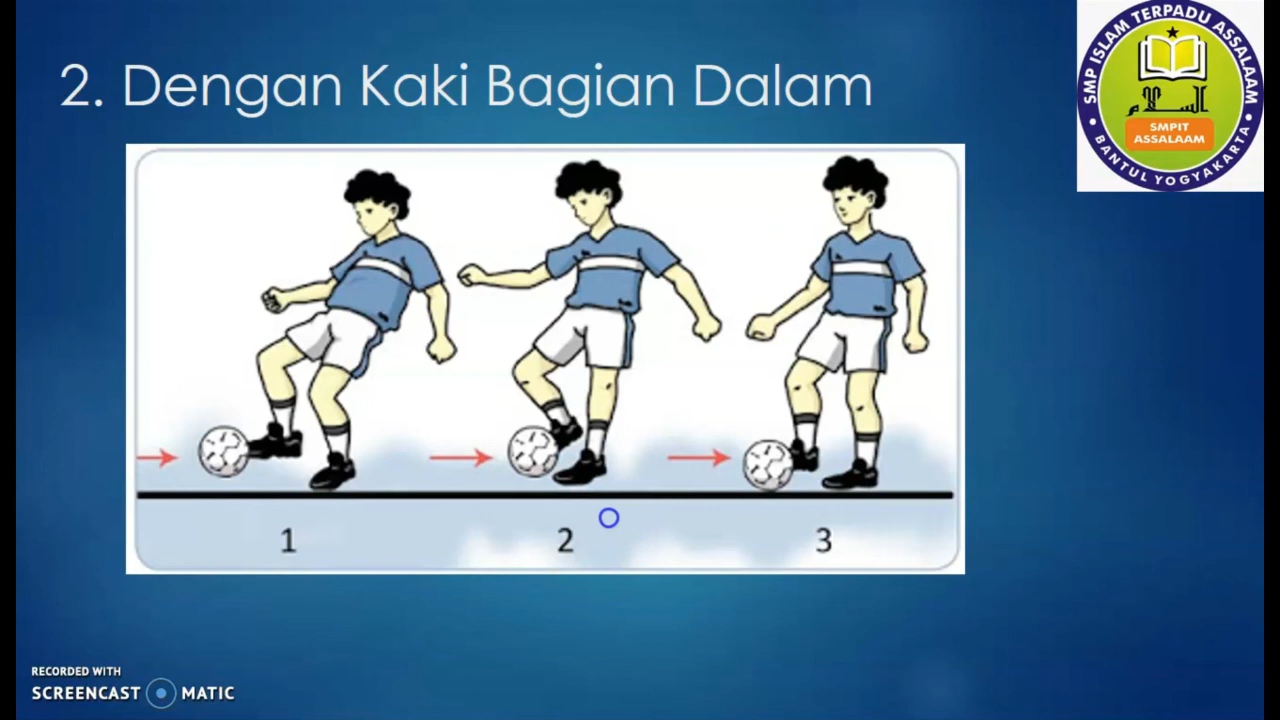 2. Dengan Kaki Bagian Dalam
SMP ISLAM TERPADU ASSALAAM
السلام
SMPIT
ASSALAAM
• BANTUL YOGYAKARTA •
1
2
3
RECORDED WITH
SCREENCAST MATIC